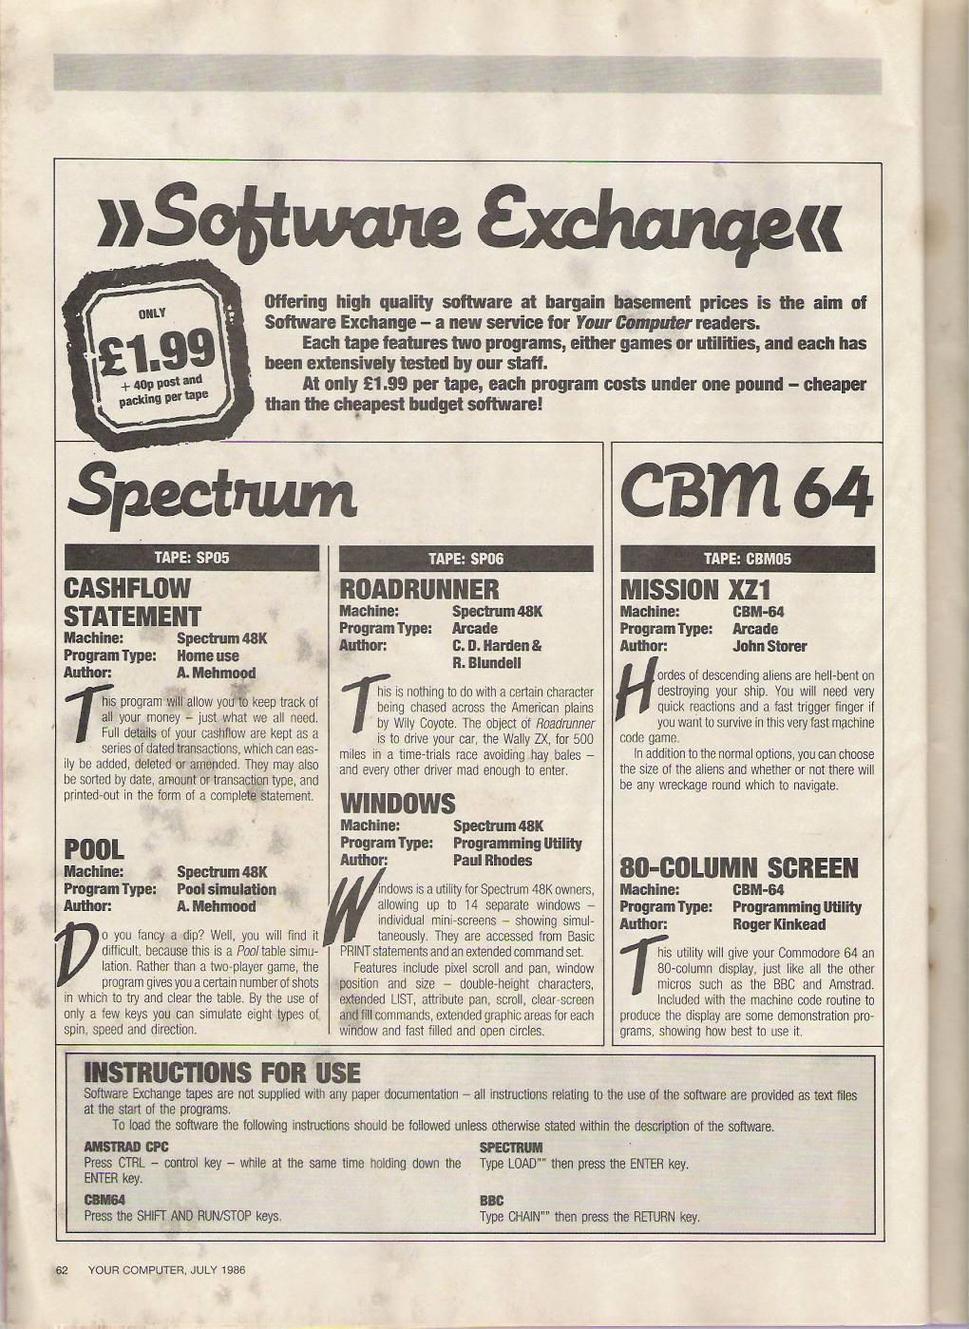 »Software Exchange«
ONLY
£1.99
+ 40p post and
packing per tape
Offering high quality software at bargain basement prices is the aim of
Software Exchange – a new service for Your Computer readers.
Each tape features two programs, either games or utilities, and each has
been extensively tested by our staff.
At only £1.99 per tape, each program costs under one pound – cheaper
than the cheapest budget software!
Spectrum
TAPE: SP05
CASHFLOW
STATEMENT
Machine: Spectrum 48K
Program Type: Home use
Author: A. Mehmood
This program will allow you to keep track of
all your money – just what we all need.
Full details of your cashflow are kept as a
series of dated transactions, which can eas-
ily be added, deleted or amended. They may also
be sorted by date, amount or transaction type, and
printed-out in the form of a complete statement.
POOL
Machine: Spectrum 48K
Program Type: Pool simulation
Author: A. Mehmood
Do you fancy a dip? Well, you will find it
difficult, because this is a Pool table simu-
lation. Rather than a two-player game, the
program gives you a certain number of shots
in which to try and clear the table. By the use of
only a few keys you can simulate eight types of
spin, speed and direction.
TAPE: SP06
ROADRUNNER
Machine: Spectrum 48K
Program Type: Arcade
Author: C. D. Harden &
R. Blundell
This is nothing to do with a certain character
being chased across the American plains
by Wily Coyote. The object of Roadrunner
is to drive your car, the Wally ZX, for 500
miles in a time-trials race avoiding hay bales –
and every other driver mad enough to enter.
WINDOWS
Machine: Spectrum 48K
Program Type: Programming Utility
Author: Paul Rhodes
Windows is a utility for Spectrum 48K owners,
allowing up to 14 separate windows –
individual mini-screens – showing simul-
taneously. They are accessed from Basic
PRINT statements and an extended command set.
Features include pixel scroll and pan, window
position and size – double-height characters,
extended LIST, attribute pan, scroll, clear-screen
and fill commands, extended graphic areas for each
window and fast filled and open circles.
CBM 64
TAPE: CBM05
MISSION XZ1
Machine: CBM-64
Program Type: Arcade
Author: John Storer
Hordes of descending aliens are hell-bent on
destroying your ship. You will need very
quick reactions and a fast trigger finger if
you want to survive in this very fast machine
code game.
In addition to the normal options, you can choose
the size of the aliens and whether or not there will
be any wreckage round which to navigate.
80-COLUMN SCREEN
Machine: CBM-64
Program Type: Programming Utility
Author: Roger Kinkead
This utility will give your Commodore 64 an
80-column display, just like all the other
micros such as the BBC and Amstrad.
Included with the machine code routine to
produce the display are some demonstration pro-
grams, showing how best to use it.
INSTRUCTIONS FOR USE
Software Exchange tapes are not supplied with any paper documentation – all instructions relating to the use of the software are provided as text files
at the start of the programs.
To load the software the following instructions should be followed unless otherwise stated within the description of the software.
AMSTRAD CPC
Press CTRL – control key – while at the same time holding down the
ENTER key.
CBM64
Press the SHIFT AND RUN/STOP keys.
SPECTRUM
Type LOAD"" then press the ENTER key.
BBC
Type CHAIN"" then press the RETURN key.
62 YOUR COMPUTER, JULY 1986